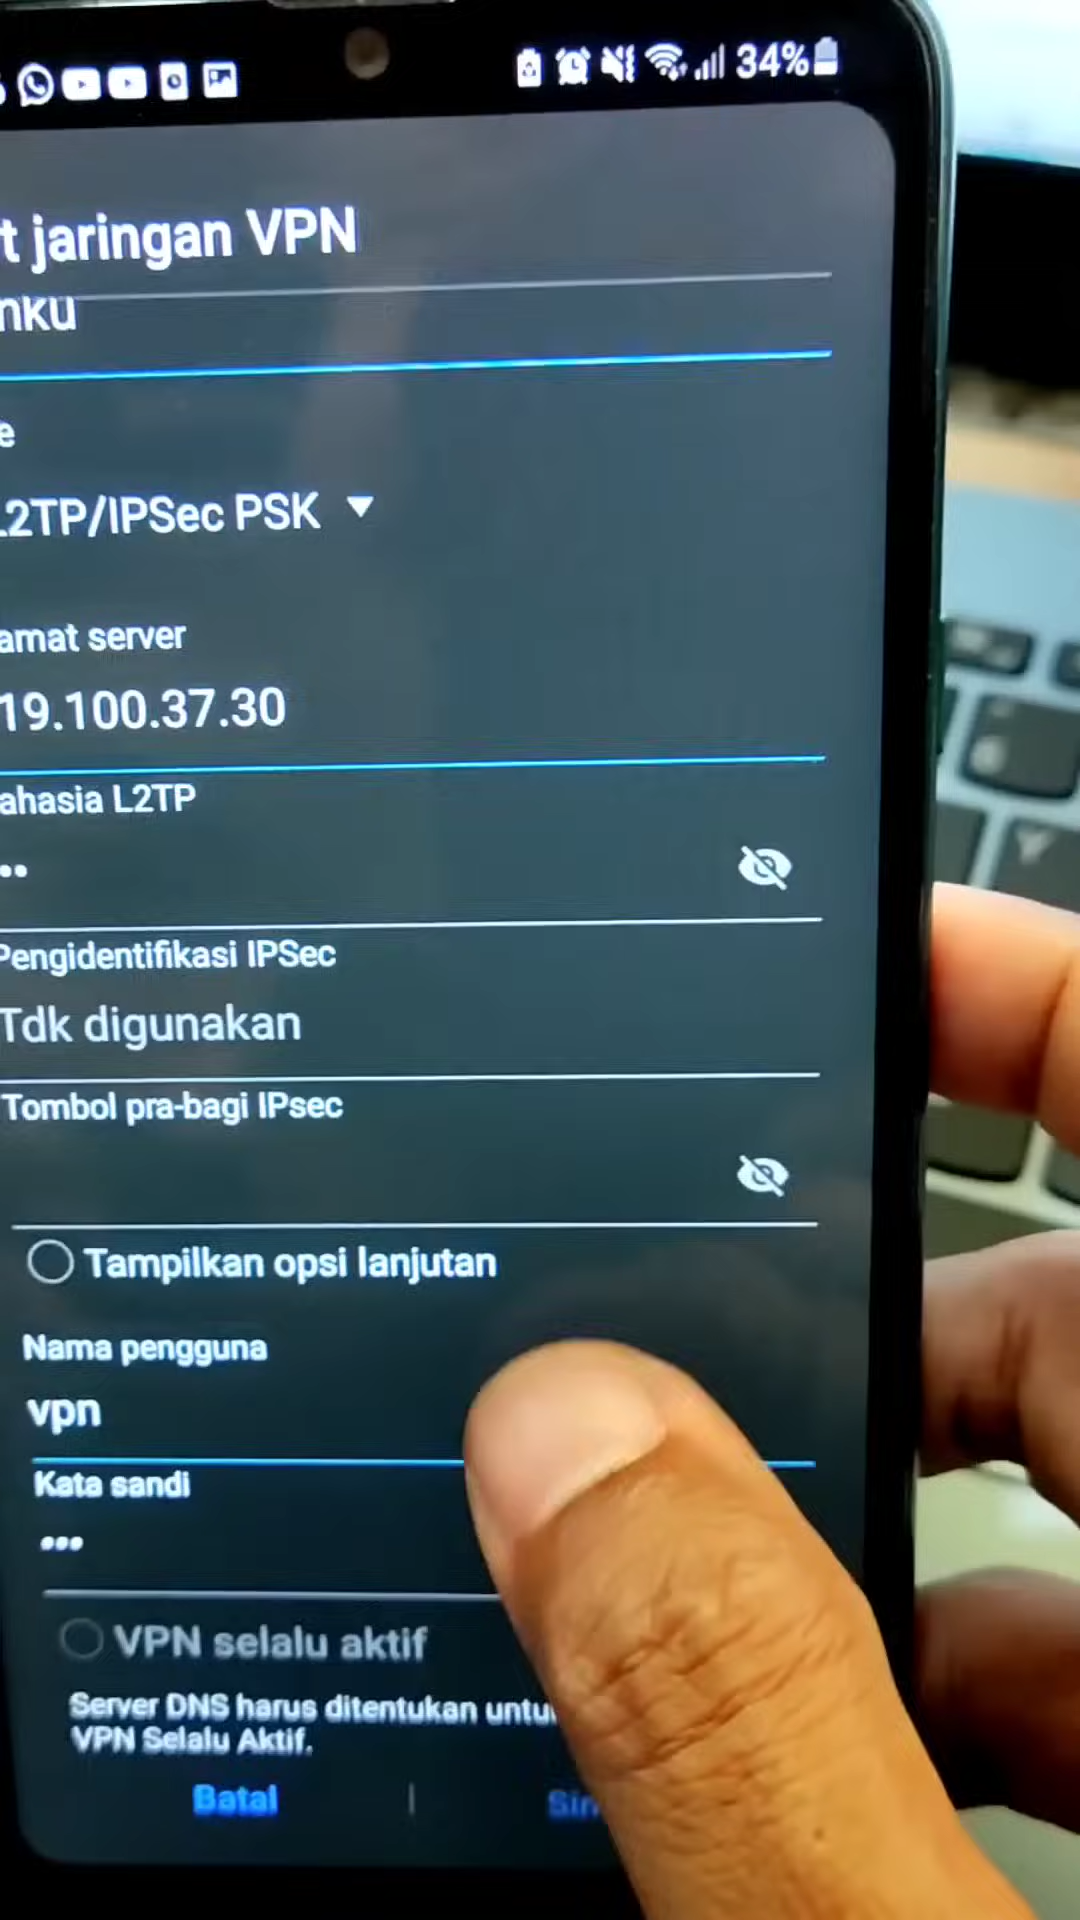 34%
t jaringan VPN
nku
e
L2TP/IPSec PSK
amat server
19.100.37.30
ahasia L2TP
••
Pengidentifikasi IPSec
Tdk digunakan
Tombol pra-bagi IPsec
Tampilkan opsi lanjutan
Nama pengguna
vpn
Kata sandi
•••
VPN selalu aktif
Server DNS harus ditentukan untu
VPN Selalu Aktif.
Batal | Sim